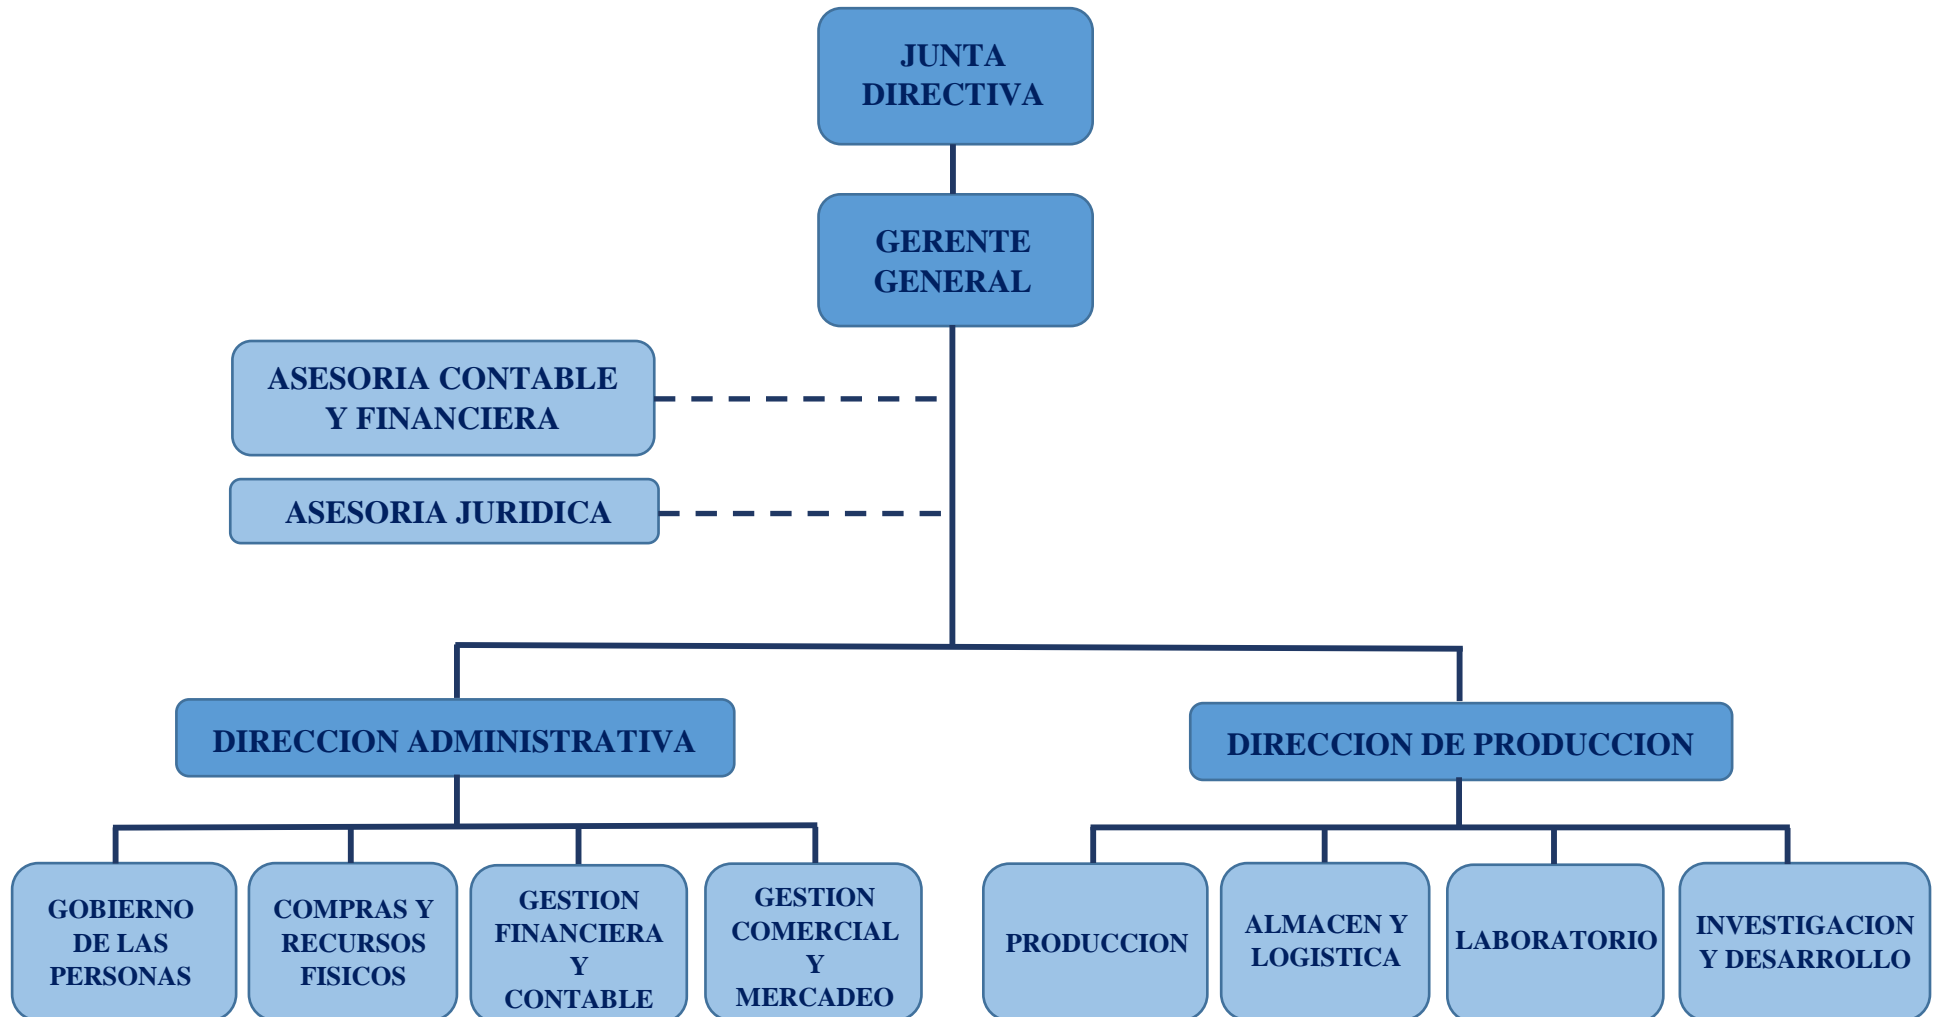 JUNTA
DIRECTIVA
GERENTE
GENERAL
ASESORIA CONTABLE
Y FINANCIERA
ASESORIA JURIDICA
DIRECCION ADMINISTRATIVA
DIRECCION DE PRODUCCION
GOBIERNO
DE LAS
PERSONAS
COMPRAS Y
RECURSOS
FISICOS
GESTION
FINANCIERA
Y
CONTABLE
GESTION
COMERCIAL
Y
MERCADEO
PRODUCCION
ALMACEN Y
LOGISTICA
LABORATORIO
INVESTIGACION
Y DESARROLLO